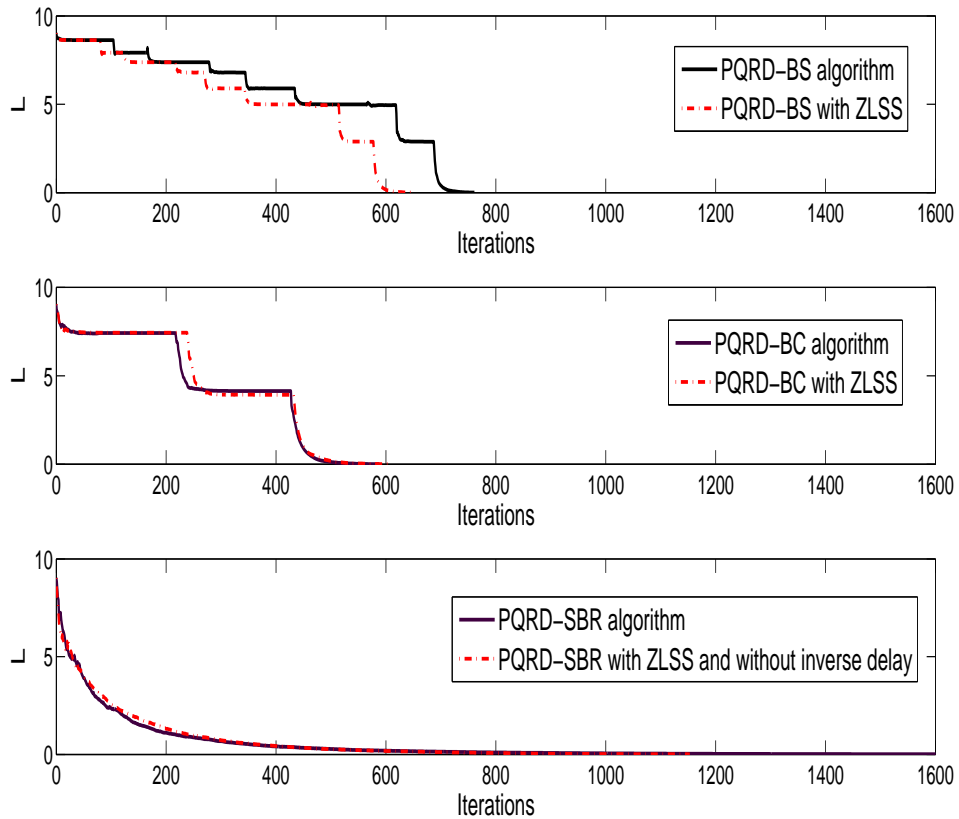 10
5
0
L
0 200 400 600 800 1000 1200 1400 1600
Iterations
PQRD−BS algorithm
PQRD−BS with ZLSS
10
5
0
L
0 200 400 600 800 1000 1200 1400 1600
Iterations
PQRD−BC algorithm
PQRD−BC with ZLSS
10
5
0
L
0 200 400 600 800 1000 1200 1400 1600
Iterations
PQRD−SBR algorithm
PQRD−SBR with ZLSS and without inverse delay